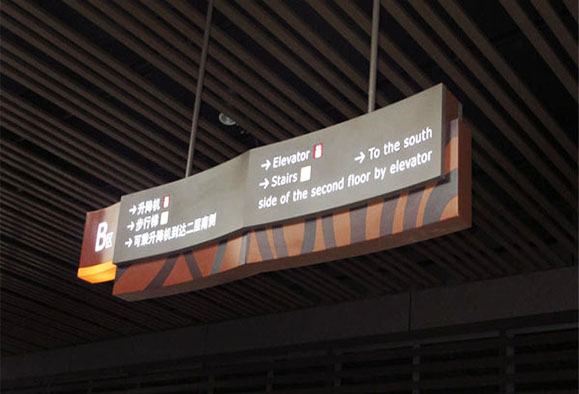 B区
→升降机
→步行梯
→可乘升降机到达二层南侧
→Elevator
→Stairs → To the south
side of the second floor by elevator